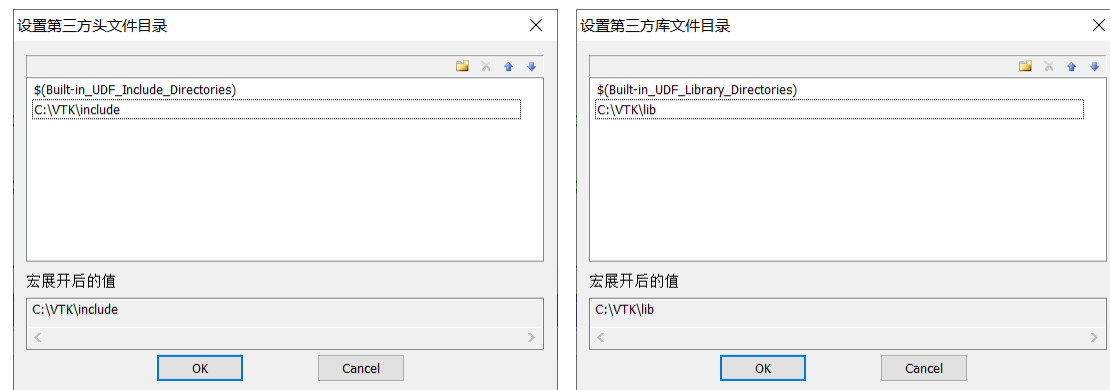 设置第三方头文件目录
$(Built-in_UDF_Include_Directories)
C:\VTK\include
宏展开后的值
C:\VTK\include
OK
Cancel
设置第三方库文件目录
$(Built-in_UDF_Library_Directories)
C:\VTK\lib
宏展开后的值
C:\VTK\lib
OK
Cancel